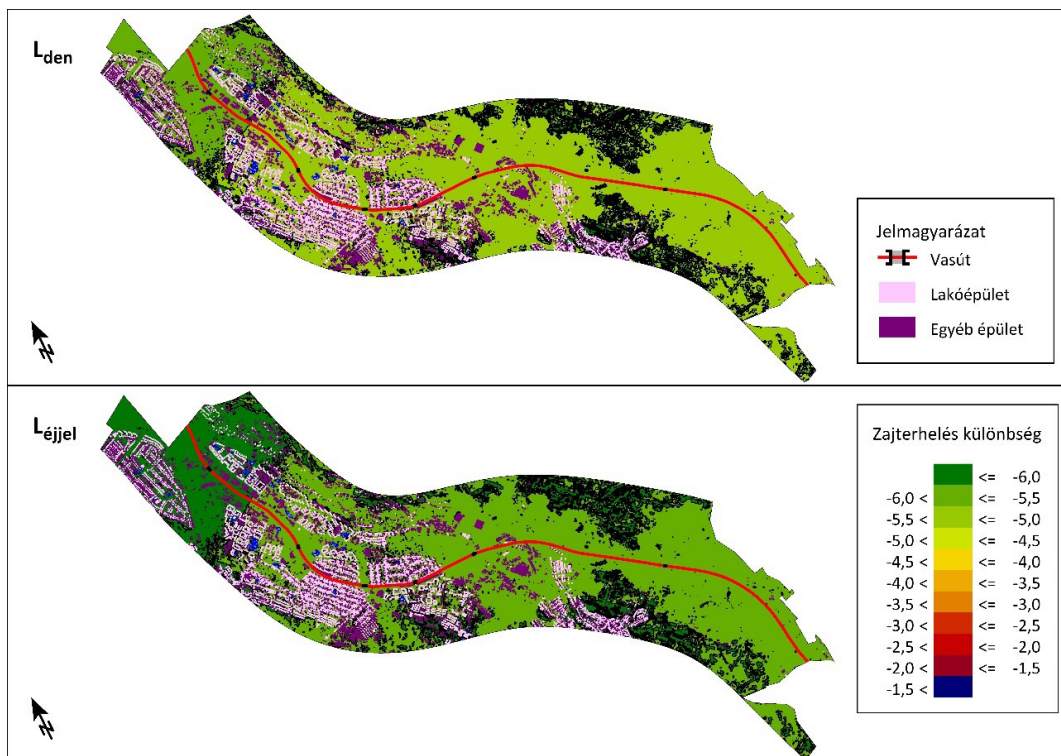 Lden
Jelmagyarázat
Vasút
Lakóépület
Egyéb épület
N
Léjjel
Zajterhelés különbség
<= -6,0
-6,0 < <= -5,5
-5,5 < <= -5,0
-5,0 < <= -4,5
-4,5 < <= -4,0
-4,0 < <= -3,5
-3,5 < <= -3,0
-3,0 < <= -2,5
-2,5 < <= -2,0
-2,0 < <= -1,5
-1,5 <
N